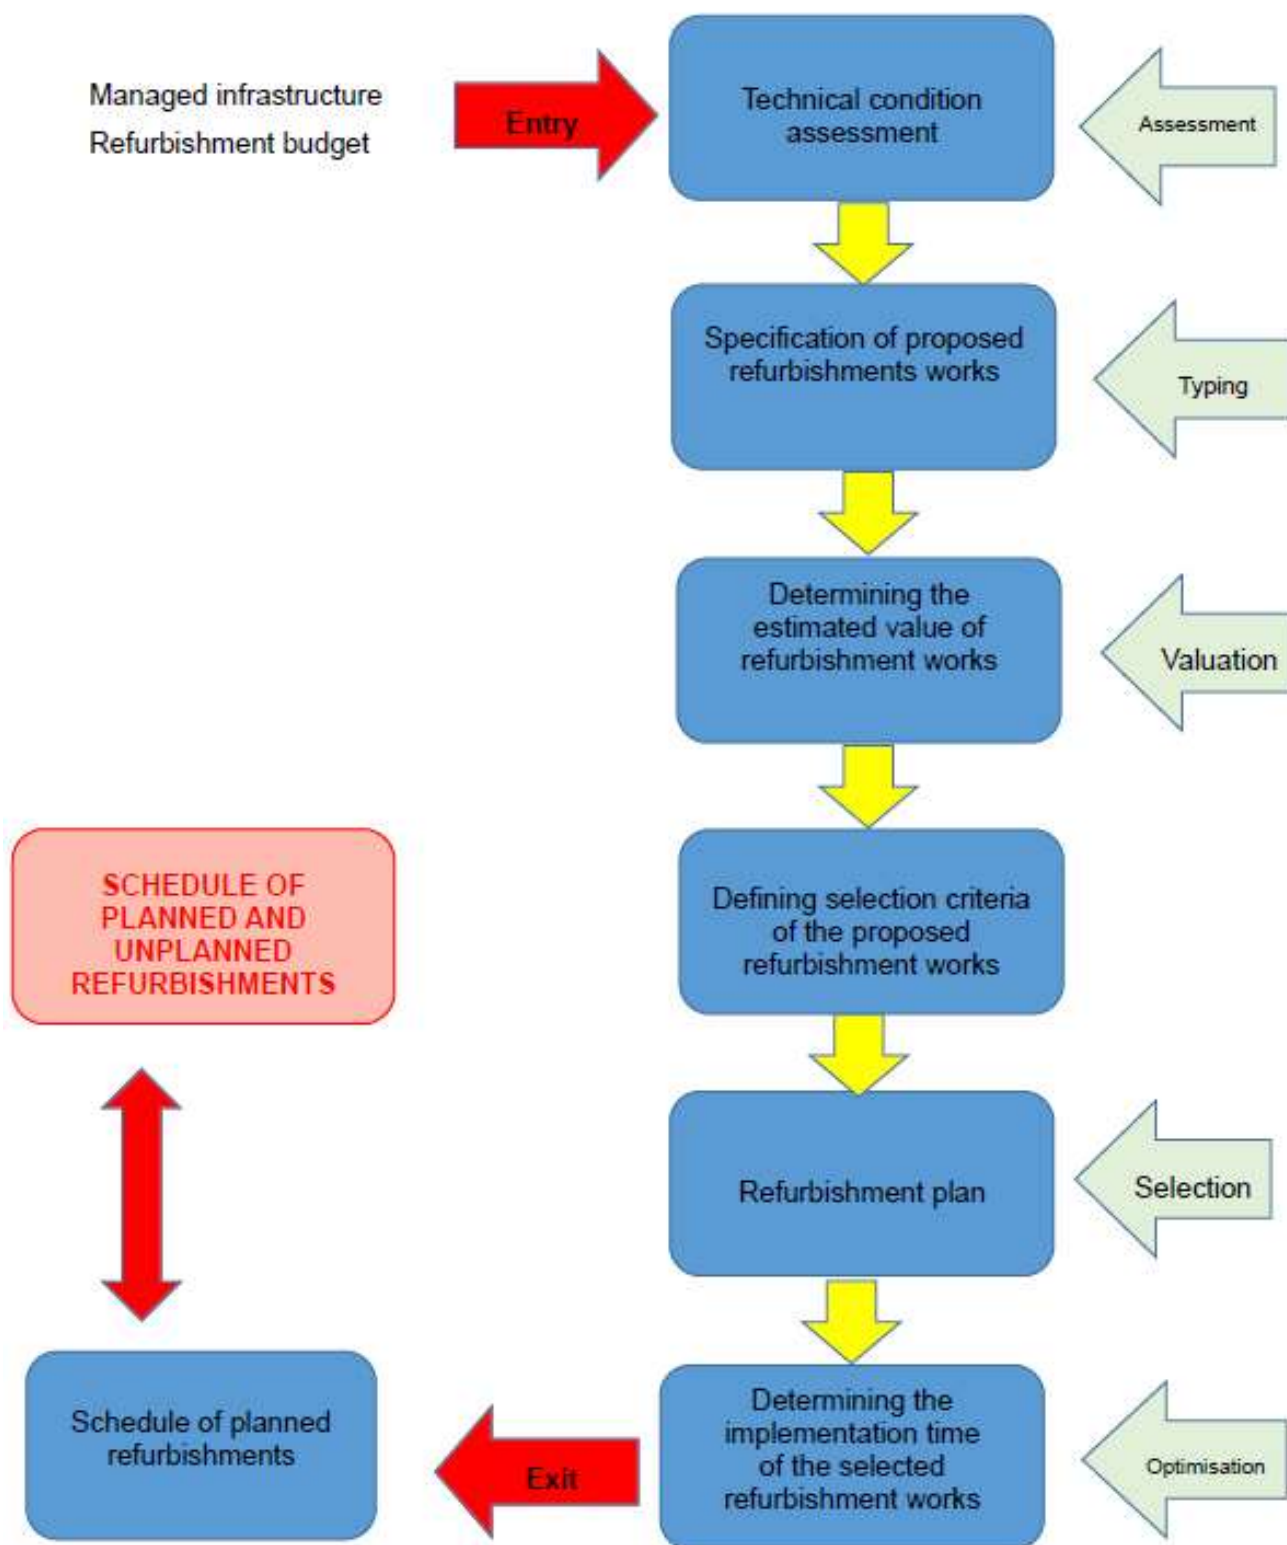 Managed infrastructure
Refurbishment budget
Entry
Technical condition
assessment
Assessment
Specification of proposed
refurbishments works
Typing
Determining the
estimated value of
refurbishment works
Valuation
SCHEDULE OF
PLANNED AND
UNPLANNED
REFURBISHMENTS
Defining selection criteria
of the proposed
refurbishment works
Refurbishment plan
Selection
Schedule of planned
refurbishments
Exit
Determining the
implementation time
of the selected
refurbishment works
Optimisation